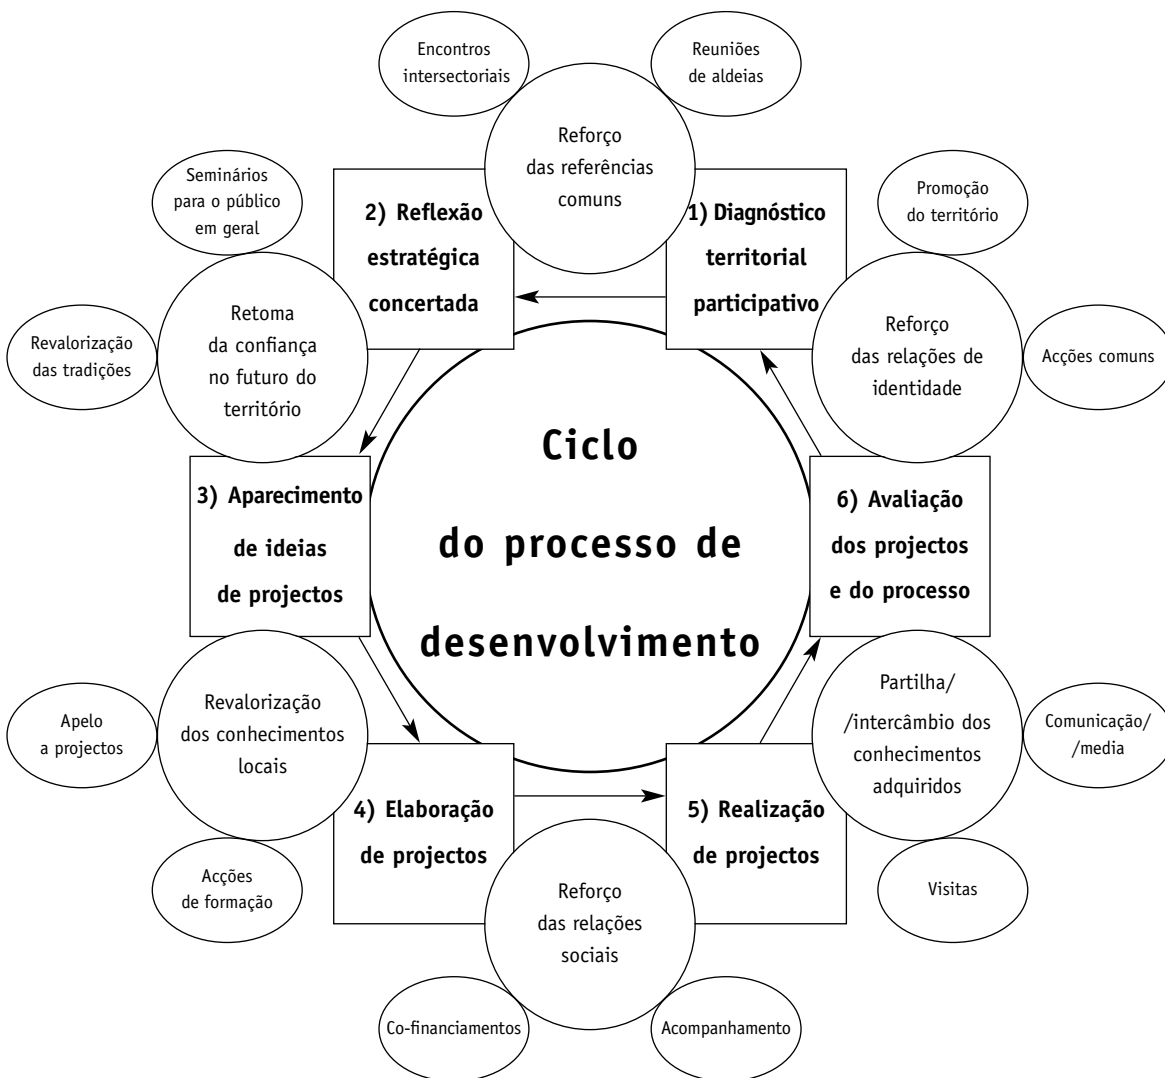 Encontros
intersectoriais
Reuniões
de aldeias
Reforço
das referências
comuns
Seminários
para o público
em geral
2) Reflexão
estratégica
concertada
1) Diagnóstico
territorial
participativo
Promoção
do território
Retoma
da confiança
no futuro do
território
Revalorização
das tradições
Reforço
das relações de
identidade
Acções comuns
Ciclo
do processo de
desenvolvimento
3) Aparecimento
de ideias
de projectos
6) Avaliação
dos projectos
e do processo
Revalorização
dos conhecimentos
locais
Apelo
a projectos
Partilha/
/intercâmbio dos
conhecimentos
adquiridos
Comunicação/
/media
4) Elaboração
de projectos
5) Realização
de projectos
Acções
de formação
Reforço
das relações
sociais
Visitas
Co-financiamentos
Acompanhamento